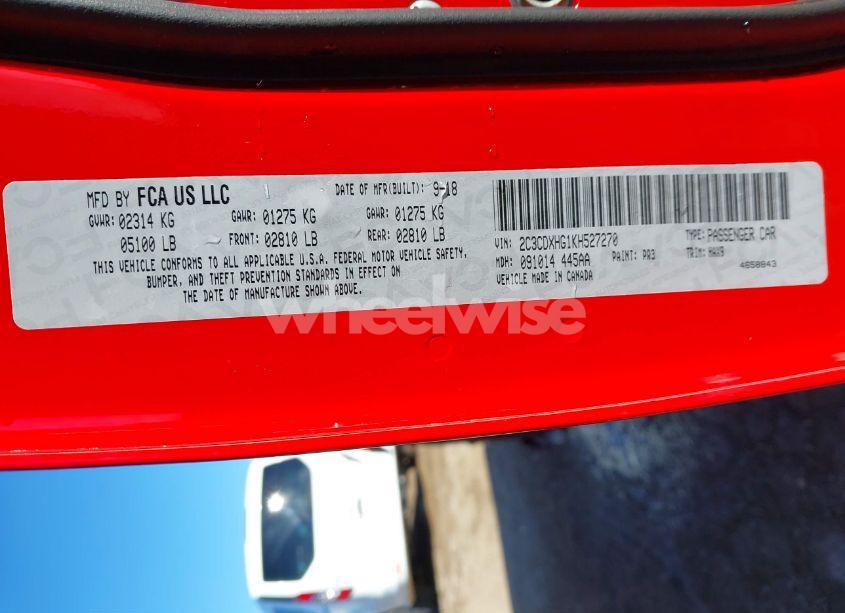 MFD BY FCA US LLC DATE OF MFR(BUILT): 9-18
GVWR: 02314 KG GAWR: 01275 KG GAWR: 01275 KG
05100 LB FRONT: 02810 LB REAR: 02810 LB
THIS VEHICLE CONFORMS TO ALL APPLICABLE U.S.A. FEDERAL MOTOR VEHICLE SAFETY,
BUMPER, AND THEFT PREVENTION STANDARDS IN EFFECT ON
THE DATE OF MANUFACTURE SHOWN ABOVE.
VIN: 2C3CDXHG1KH527270 TYPE: PASSENGER CAR
MDH: 091014 445AA PAINT: PR3 TRIM: HAX9
VEHICLE MADE IN CANADA 4658843
wheelwise